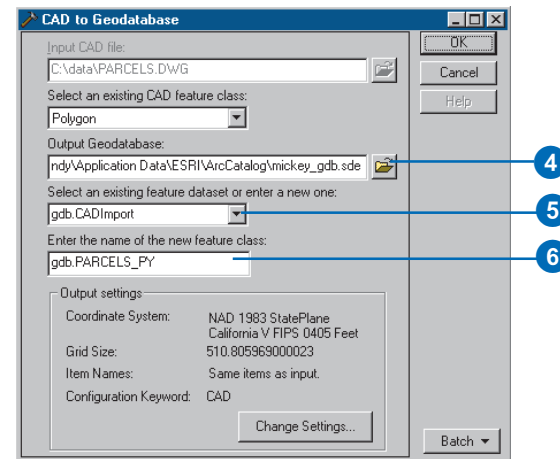 CAD to Geodatabase
Input CAD file:
C:\data\PARCELS.DWG
Select an existing CAD feature class:
Polygon
Output Geodatabase:
ndy\Application Data\ESRI\ArcCatalog\mickey_gdb.sde
Select an existing feature dataset or enter a new one:
gdb.CADImport
Enter the name of the new feature class:
gdb.PARCELS_PY
Output settings
Coordinate System: NAD 1983 StatePlane
California V FIPS 0405 Feet
Grid Size: 510.805969000023
Item Names: Same items as input.
Configuration Keyword: CAD
Change Settings...
OK
Cancel
Help
Batch
4
5
6